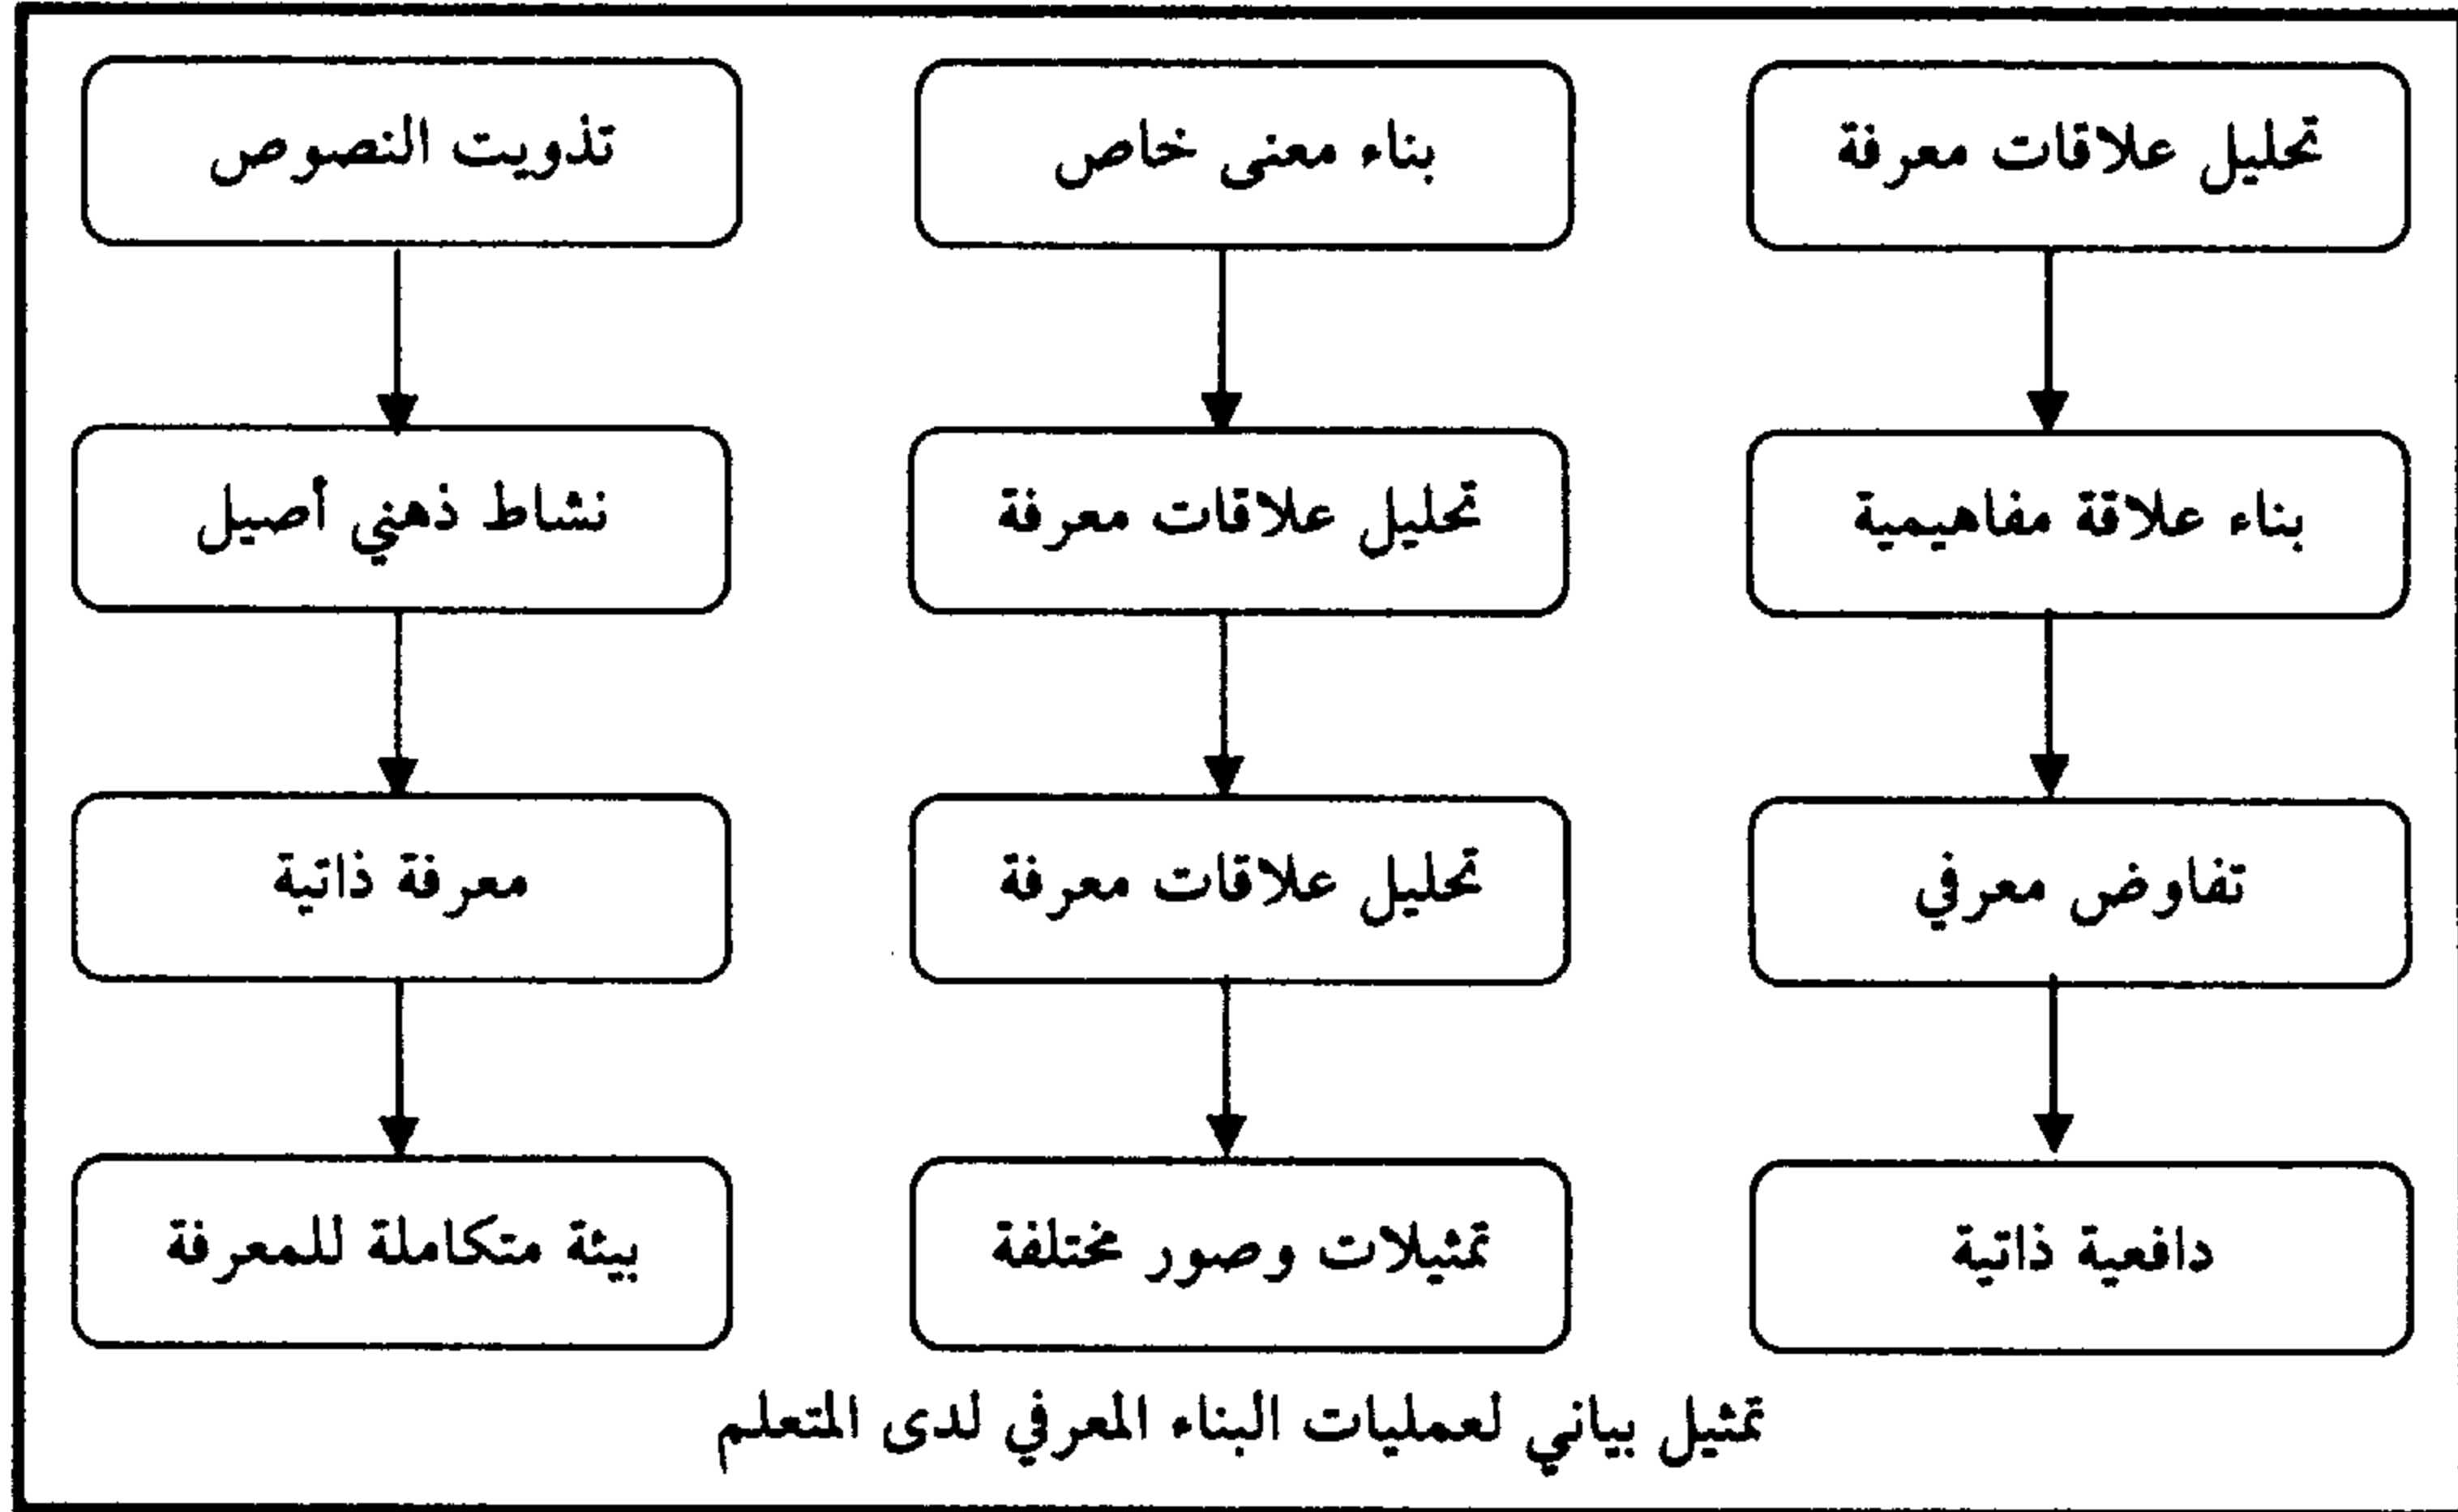 تحليل علاقات معرفة
بناء معنى خاص
تذويت النصوص
بناء علاقة مفاهيمية
تحليل علاقات معرفة
نشاط ذهني أصيل
تفاوض معرفي
تحليل علاقات معرفة
معرفة ذاتية
دافعية ذاتية
تمثيلات وصور مختلفة
بيئة متكاملة للمعرفة
تمثيل بياني لعمليات البناء المعرفي لدى المتعلم